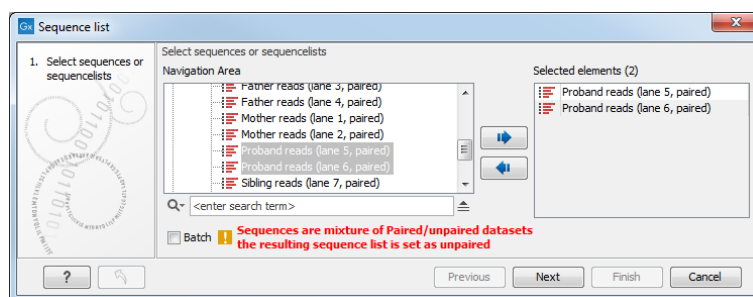 Gx Sequence list
x
1. Select sequences or
sequencelists
Select sequences or sequencelists
Navigation Area
Father reads (lane 3, paired)
Father reads (lane 4, paired)
Mother reads (lane 1, paired)
Mother reads (lane 2, paired)
Proband reads (lane 5, paired)
Proband reads (lane 6, paired)
Sibling reads (lane 7, paired)
<enter search term>
Batch
Sequences are mixture of Paired/unpaired datasets
the resulting sequence list is set as unpaired
Selected elements (2)
Proband reads (lane 5, paired)
Proband reads (lane 6, paired)
?
Previous
Next
Finish
Cancel